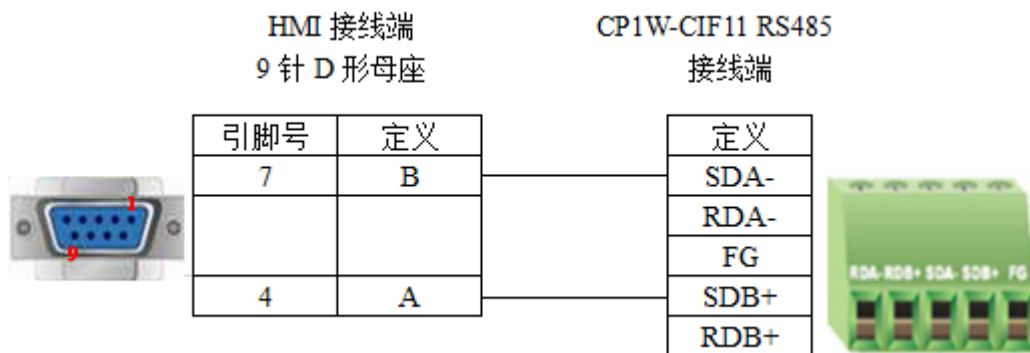 HMI 接线端
9 针 D 形母座
CP1W-CIF11 RS485
接线端
引脚号 定义
7 B
4 A
定义
SDA-
RDA-
FG
SDB+
RDB+
1
9
RDA- RDB+ SDA- SDB+ FG